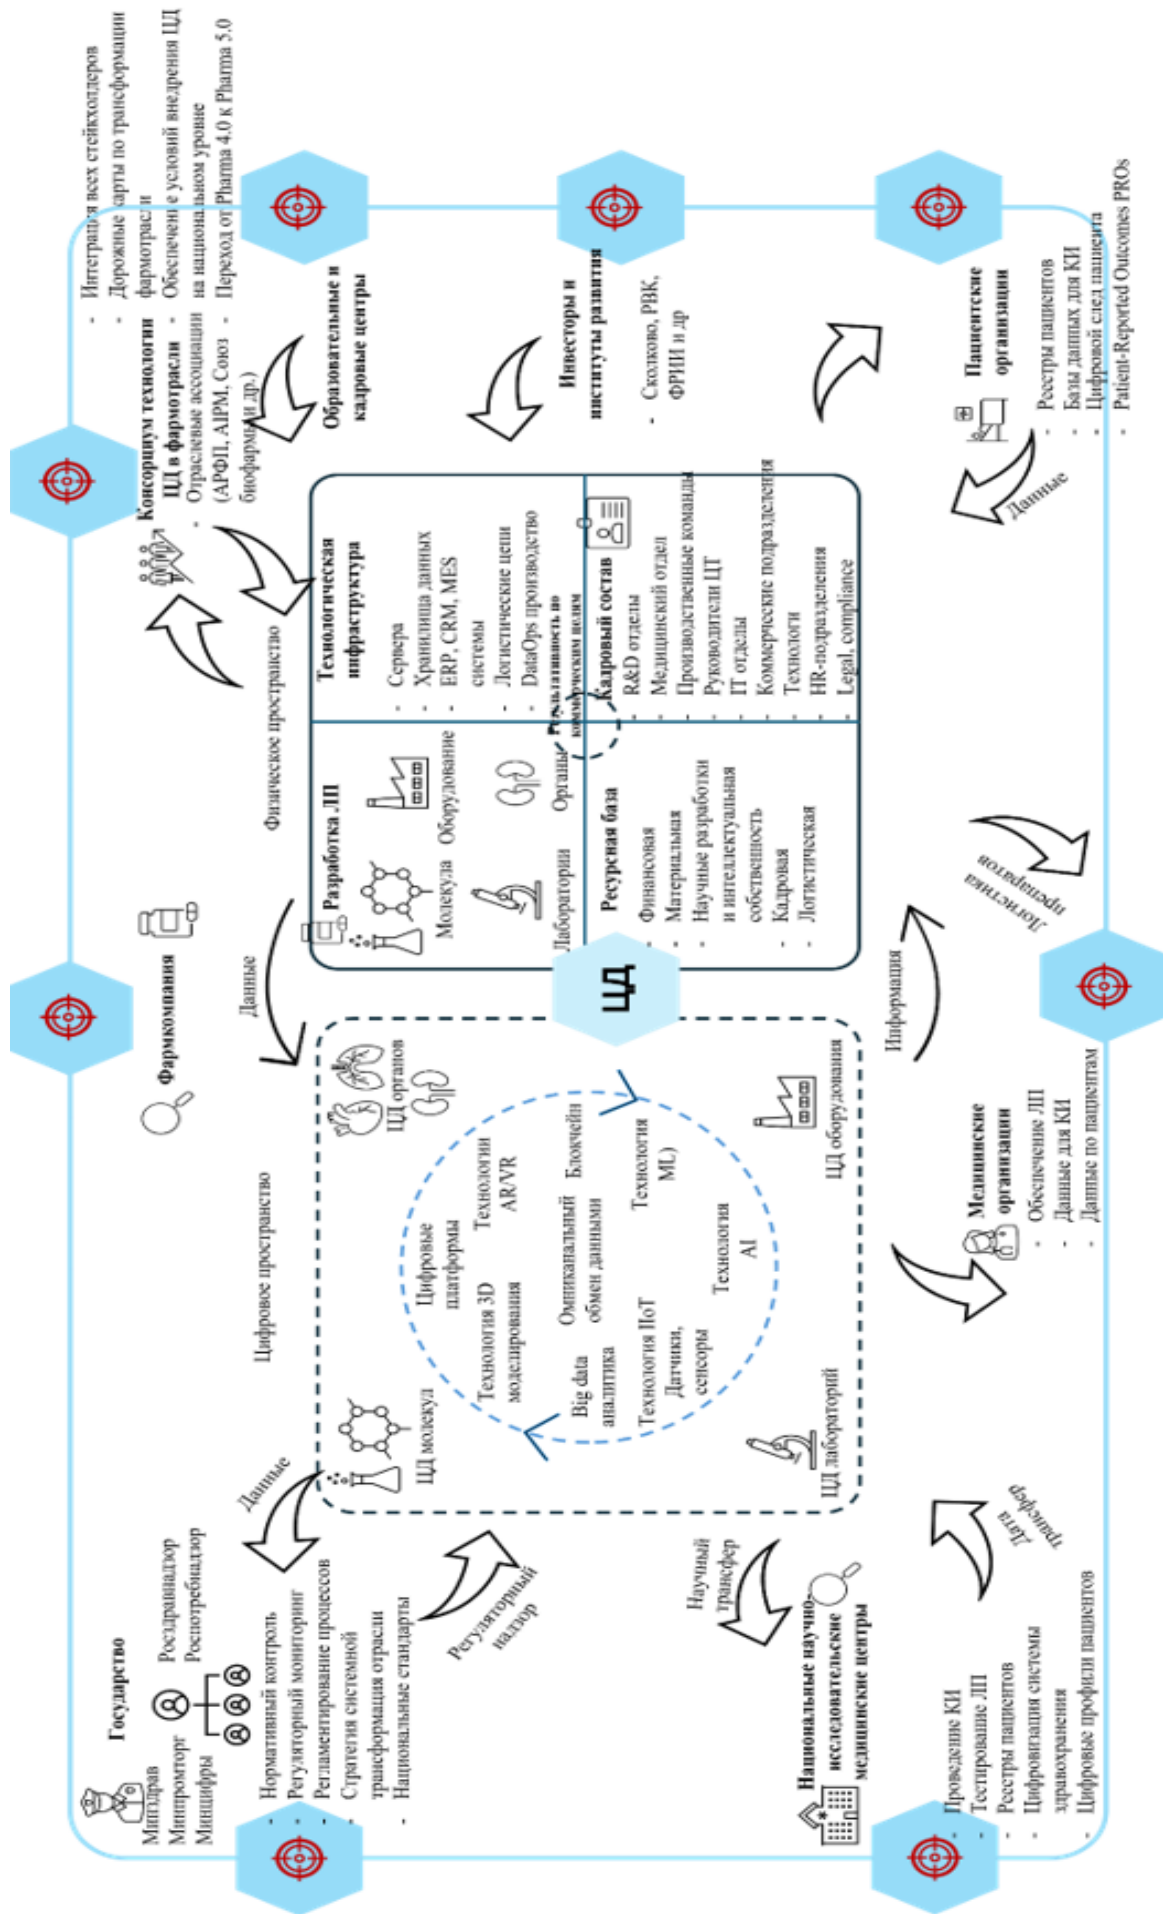 Государство
Минздрав
Минпромторг
Минцифры
Росздравнадзор
Роспотребнадзор
- Нормативный контроль
- Регуляторный мониторинг
- Регламентирование процессов
- Стратегия системной
трансформация отрасли
- Национальные стандарты
Данные
Регуляторный
надзор
Фармкомпания
Цифровое пространство
Данные
Физическое пространство
Консорциум технологии
ЦД в фармотрасли
- Отраслевые ассоциации
(АРФП, AIPM, Союз
биофармы и др.)
- Интеграция всех стейкхолдеров
- Дорожные карты по трансформации
фармотрасли
- Обеспечение условий внедрения ЦД
на национальном уровне
- Переход от Pharma 4.0 к Pharma 5.0
ЦД молекул
ЦД органов
Цифровые
платформы
Технологии
AR/VR
Технология 3D
моделирования
Омниканальный
обмен данными
Блокчейн
Big data
аналитика
Технология IIoT
Датчики,
сенсоры
Технология
ML)
Технология
AI
ЦД лабораторий
ЦД оборудования
ЦД
Разработка ЛП
Молекула
Оборудование
Лаборатории
Органы
Технологическая
инфраструктура
- Сервера
- Хранилища данных
- ERP, CRM, MES
системы
- Логистические цепи
- DataOps производство
Результативность по
коммерческим целям
Ресурсная база
- Финансовая
- Материальная
- Научные разработки
и интеллектуальная
собственность
- Кадровая
- Логистическая
Кадровый состав
- R&D отделы
- Медицинский отдел
- Производственные команды
- Руководители ЦТ
- IT отделы
- Коммерческие подразделения
- Технологи
- HR-подразделения
- Legal, compliance
Образовательные и
кадровые центры
Инвесторы и
институты развития
- Сколково, РВК,
ФРИИ и др
Научный
трансфер
Национальные научно-
исследовательские
медицинские центры
- Проведение КИ
- Тестирование ЛП
- Реестры пациентов
- Цифровизация системы
здравохранения
- Цифровые профили пациентов
Дата
трансфер
Медицинские
организации
- Обеспечение ЛП
- Данные для КИ
- Данные по пациентам
Информация
Логистика
препаратов
Данные
Пациентские
организации
- Реестры пациентов
- Базы данных для КИ
- Цифровой след пациента
- Patient-Reported Outcomes PROs